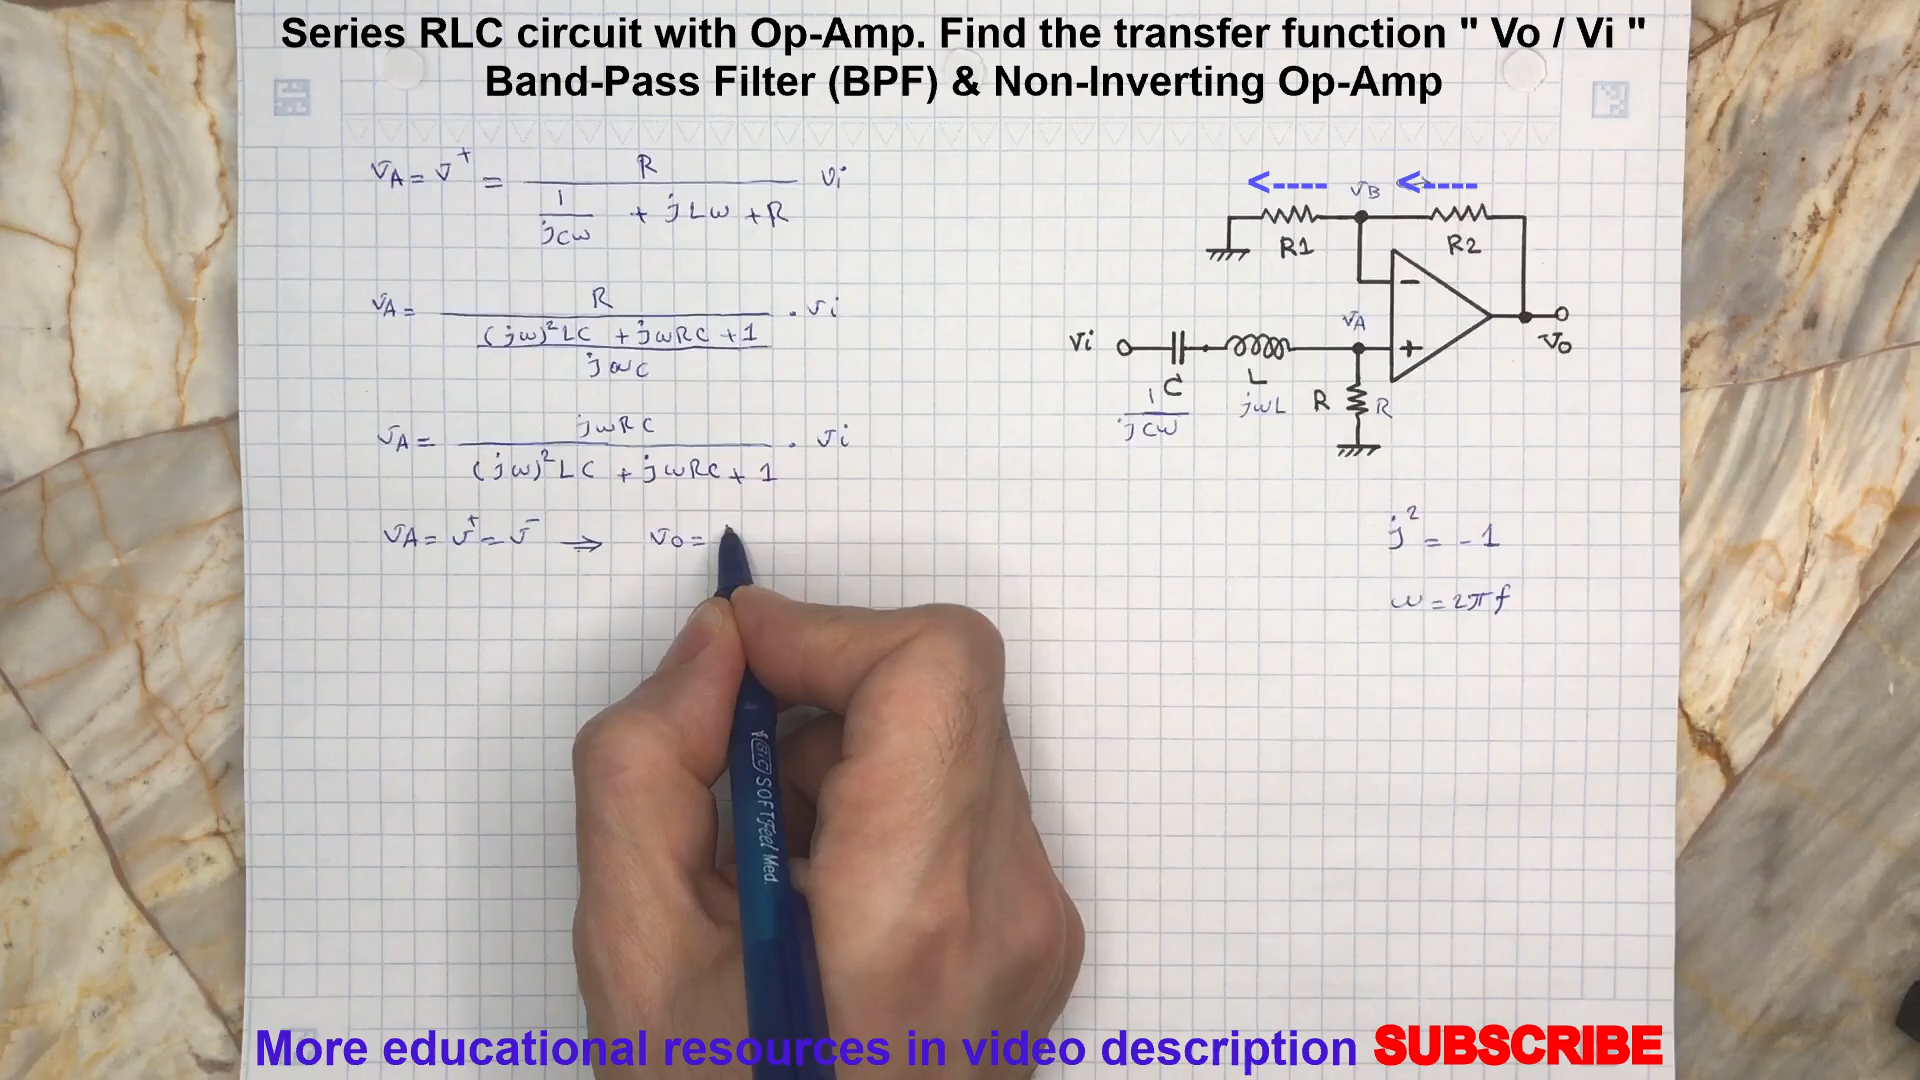 Series RLC circuit with Op-Amp. Find the transfer function " Vo / Vi "
Band-Pass Filter (BPF) & Non-Inverting Op-Amp
VA = V⁺ = R / (1/(jCω) + jLω + R) Vi
VA = R / (((jω)²LC + jωRC + 1) / (jωC)) . Vi
VA = jωRC / ((jω)²LC + jωRC + 1) . Vi
VA = V⁺ = V⁻ ⇒ Vo =
<---- VB <----
R1 R2
−
VA
Vi + Vo
C L R R
1/(jCω) jωL
j² = -1
ω = 2πf
BIC SOFTFeel Med.
More educational resources in video description SUBSCRIBE